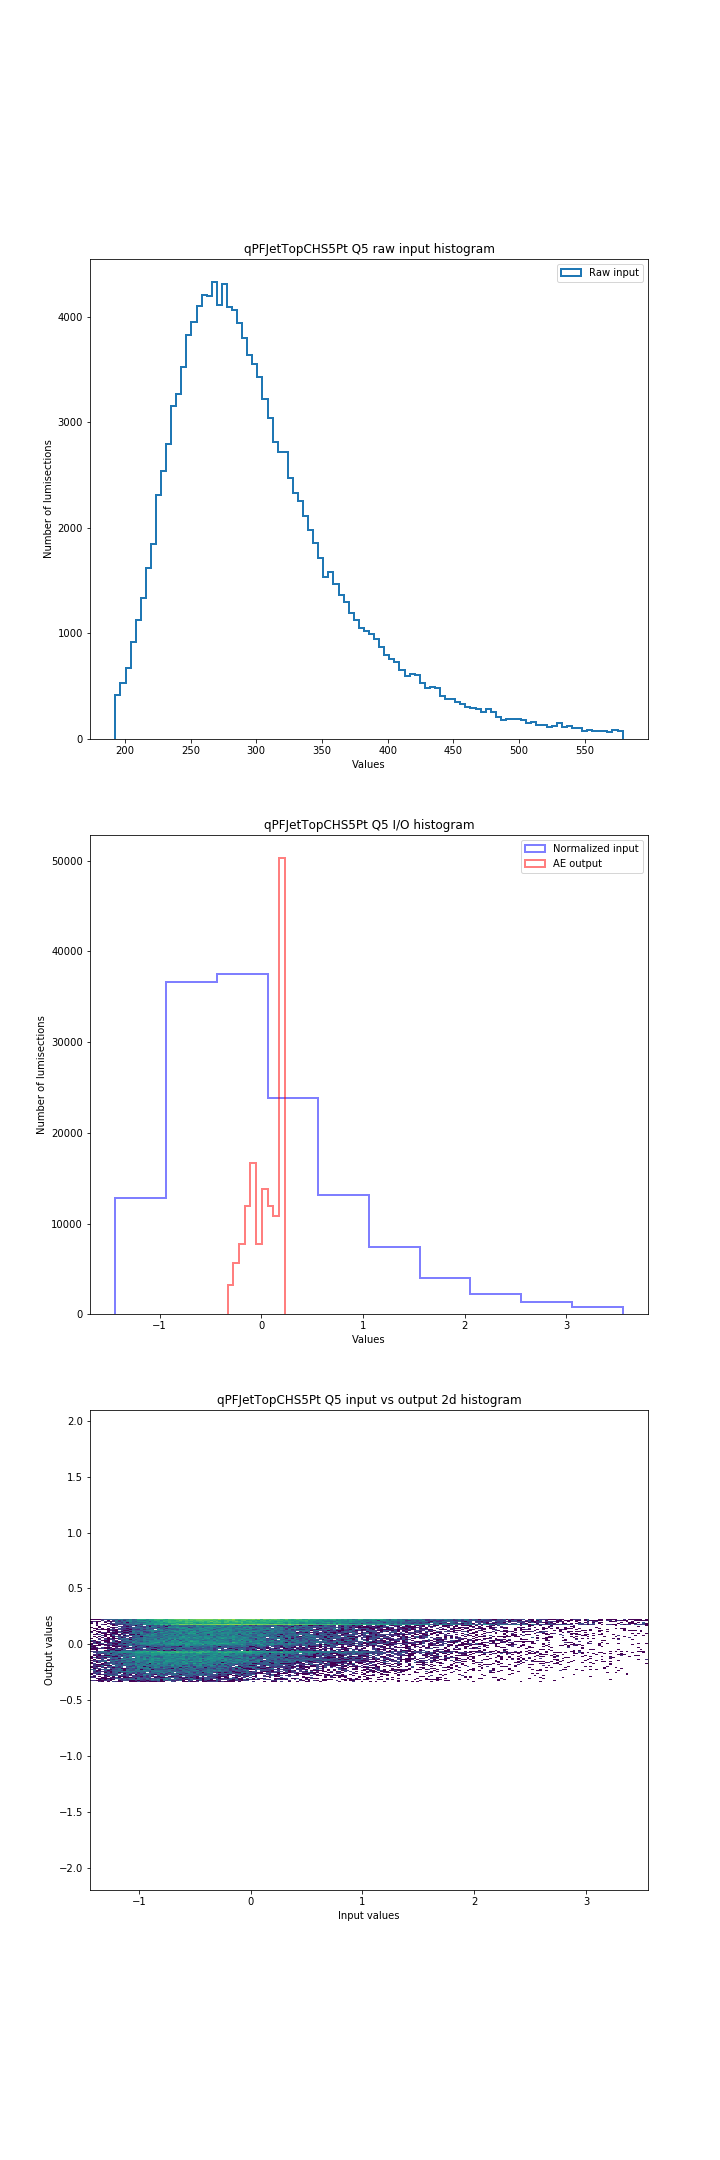 qPFJetTopCHS5Pt Q5 raw input histogram
Raw input
Number of lumisections
4000
3000
2000
1000
0
200 250 300 350 400 450 500 550
Values
qPFJetTopCHS5Pt Q5 I/O histogram
Normalized input
AE output
Number of lumisections
50000
40000
30000
20000
10000
0
−1 0 1 2 3
Values
qPFJetTopCHS5Pt Q5 input vs output 2d histogram
Output values
2.0
1.5
1.0
0.5
0.0
−0.5
−1.0
−1.5
−2.0
−1 0 1 2 3
Input values